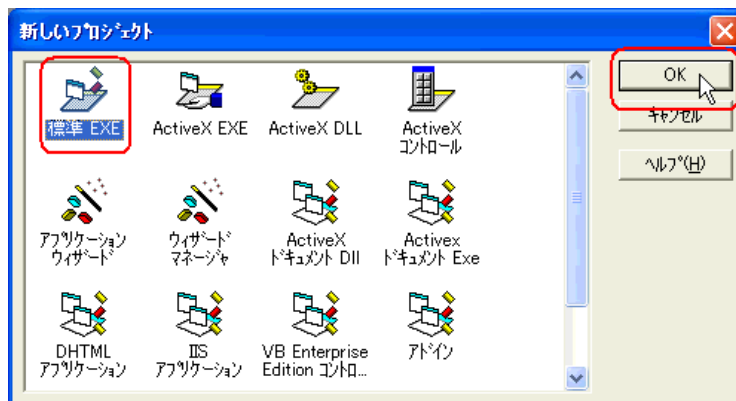 新しいﾌﾟﾛｼﾞｪｸﾄ
標準 EXE
ActiveX EXE
ActiveX DLL
ActiveX
ｺﾝﾄﾛｰﾙ
OK
ｷｬﾝｾﾙ
ﾍﾙﾌﾟ(H)
ｱﾌﾟﾘｹｰｼｮﾝ
ｳｨｻﾞｰﾄﾞ
ｳｨｻﾞｰﾄﾞ
ﾏﾈｰｼﾞｬ
ActiveX
ﾄﾞｷｭﾒﾝﾄ Dll
Activex
ﾄﾞｷｭﾒﾝﾄ Exe
DHTML
ｱﾌﾟﾘｹｰｼｮﾝ
IIS
ｱﾌﾟﾘｹｰｼｮﾝ
VB Enterprise
Edition ｺﾝﾄﾛ...
ｱﾄﾞｲﾝ